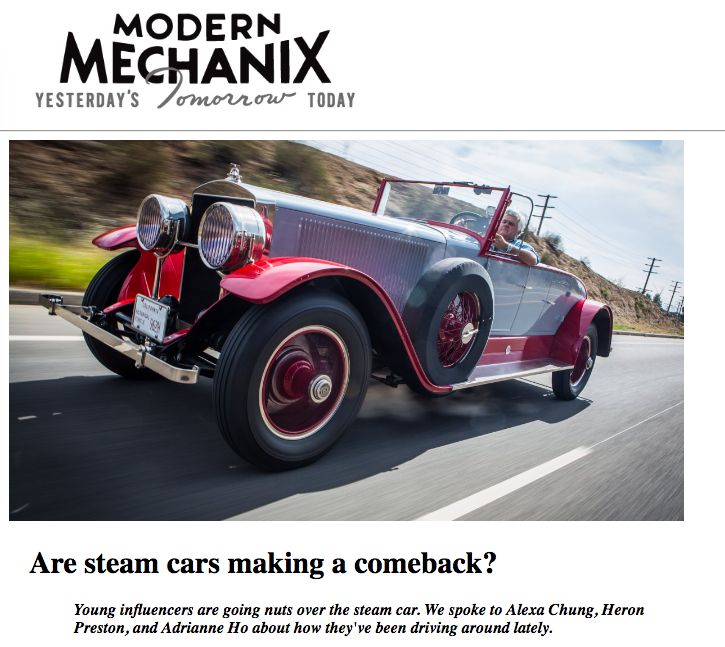 MODERN
MECHANIX
YESTERDAY'S Tomorrow TODAY
Are steam cars making a comeback?
Young influencers are going nuts over the steam car. We spoke to Alexa Chung, Heron
Preston, and Adrianne Ho about how they've been driving around lately.